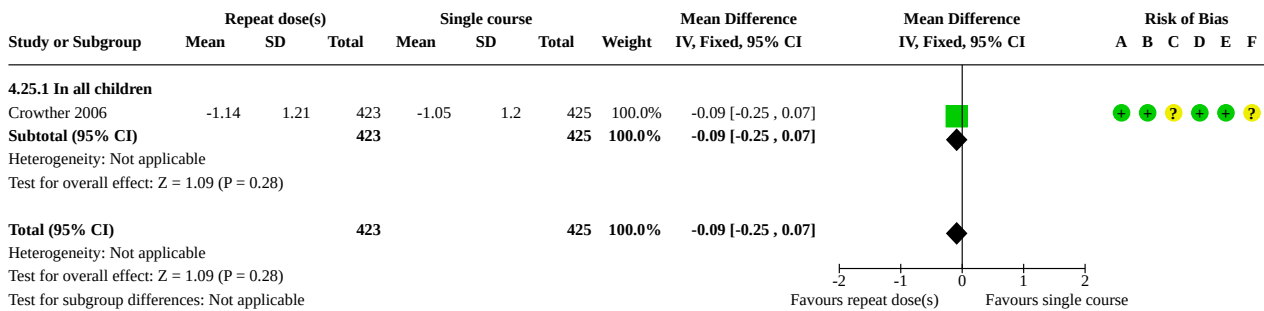 Repeat dose(s) Single course Mean Difference Mean Difference Risk of Bias
Study or Subgroup Mean SD Total Mean SD Total Weight IV, Fixed, 95% CI IV, Fixed, 95% CI A B C D E F
4.25.1 In all children
Crowther 2006 -1.14 1.21 423 -1.05 1.2 425 100.0% -0.09 [-0.25 , 0.07] + + ? + + ?
Subtotal (95% CI) 423 425 100.0% -0.09 [-0.25 , 0.07]
Heterogeneity: Not applicable
Test for overall effect: Z = 1.09 (P = 0.28)
Total (95% CI) 423 425 100.0% -0.09 [-0.25 , 0.07]
Heterogeneity: Not applicable
Test for overall effect: Z = 1.09 (P = 0.28) -2 -1 0 1 2
Test for subgroup differences: Not applicable Favours repeat dose(s) Favours single course